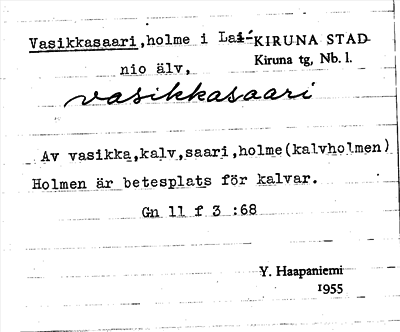 Vasikkasaari,holme i Lai- KIRUNA STAD
nio älv, Kiruna tg, Nb. l.
vasikkasaari
Av vasikka,kalv,saari,holme(kalvholmen)
Holmen är betesplats för kalvar.
Gn 11 f 3 :68
Y. Haapaniemi
1955